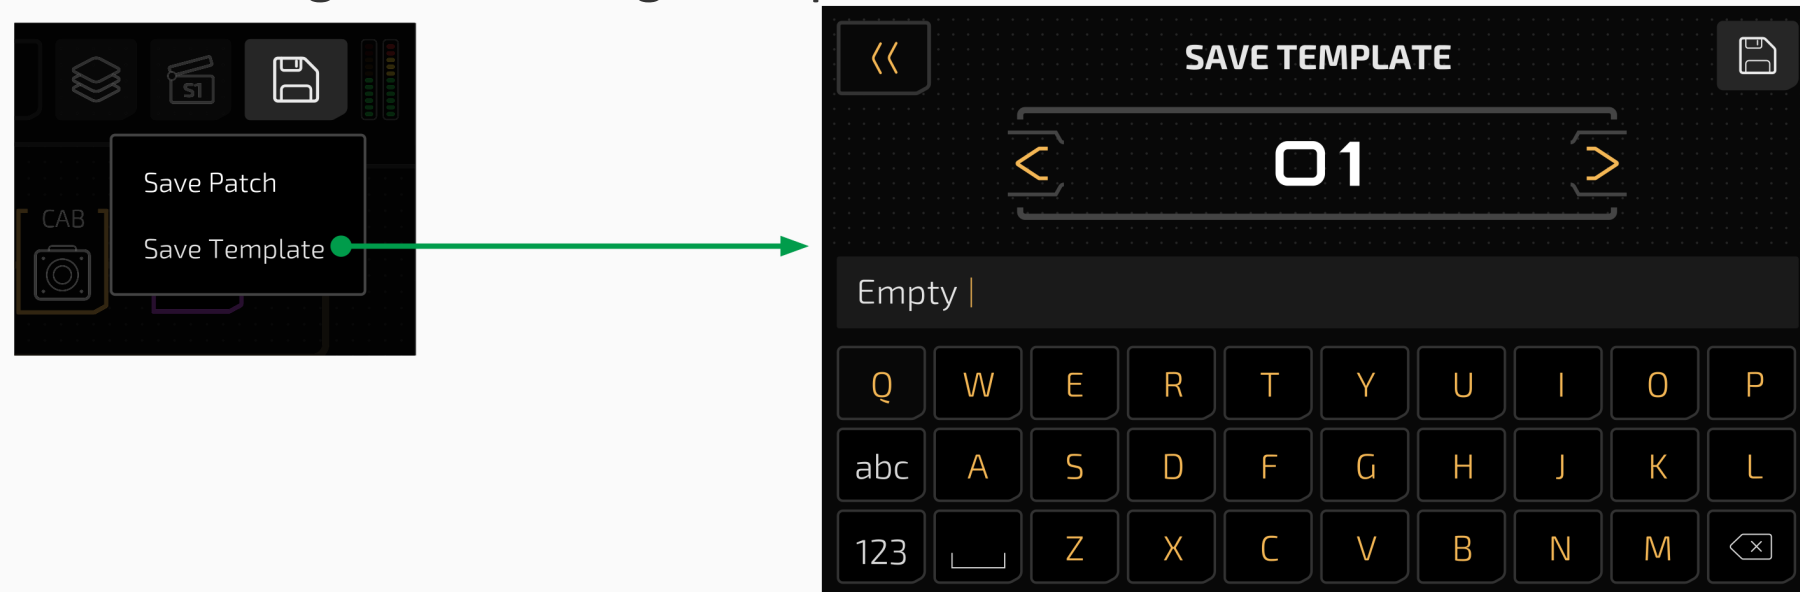 S1
Save Patch
CAB
Save Template
SAVE TEMPLATE
01
Empty
Q W E R T Y U I O P
abc A S D F G H J K L
123 Z X C V B N M